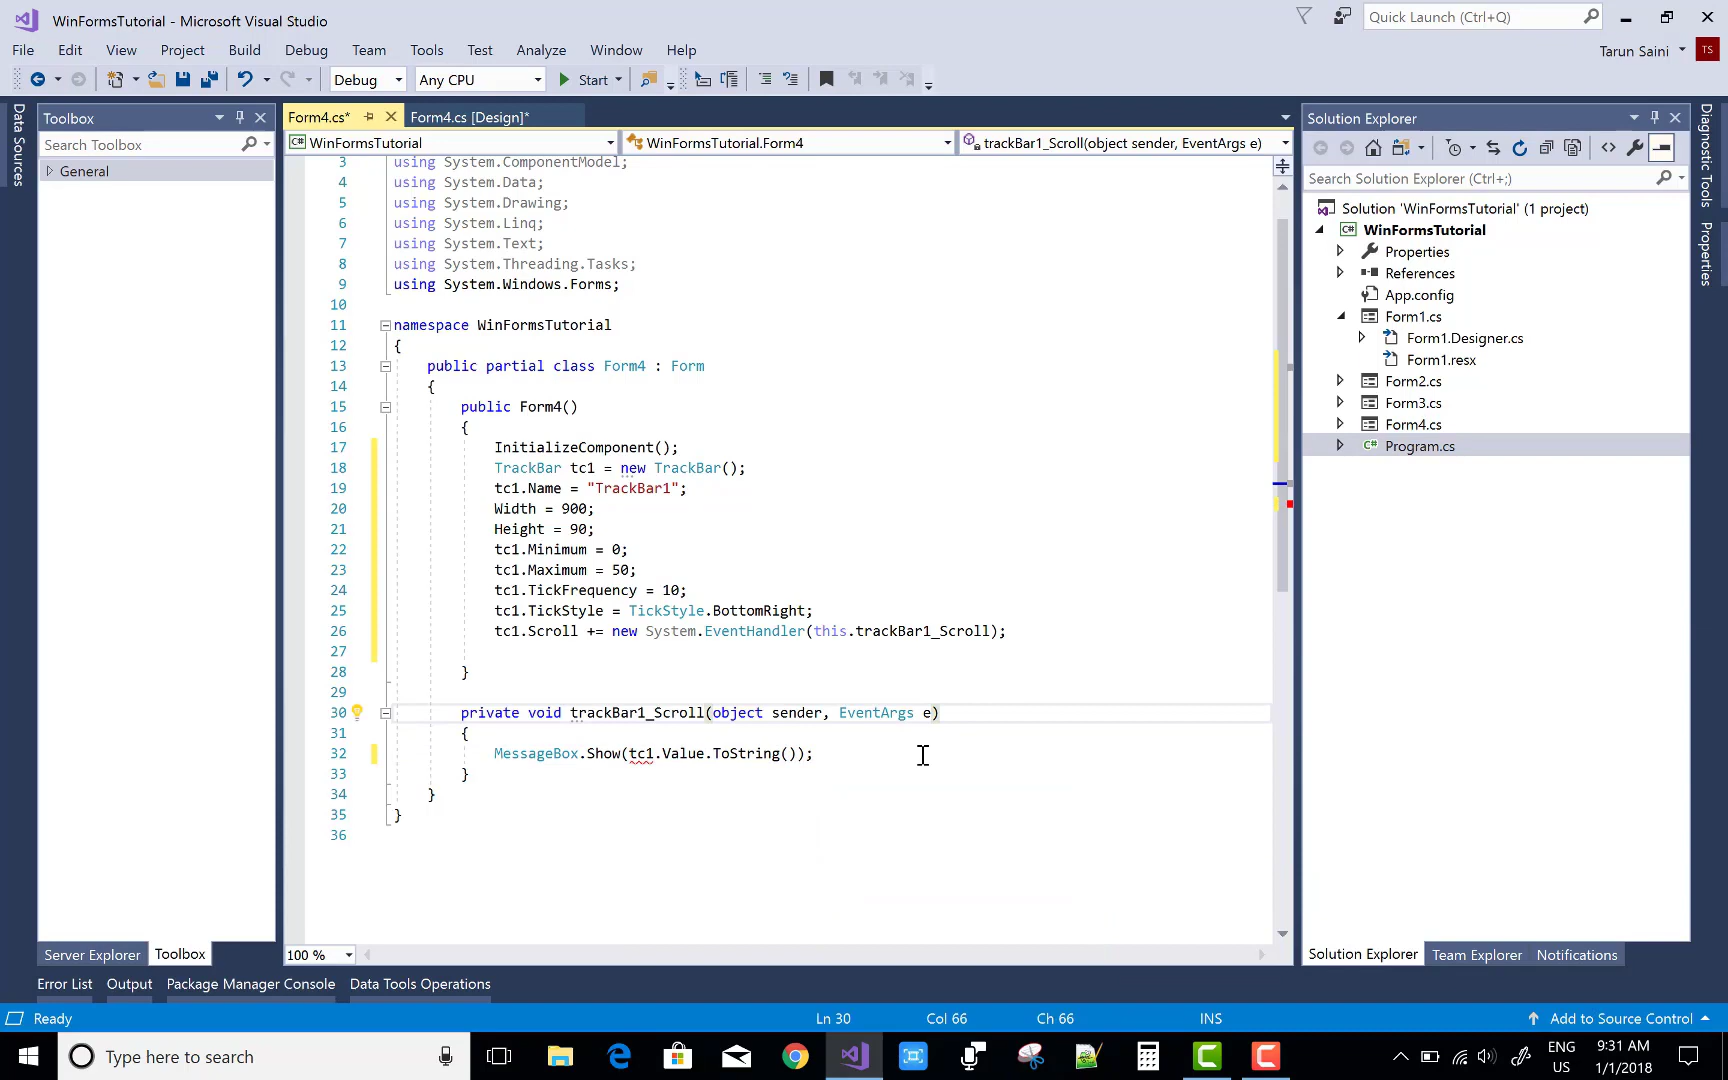 WinFormsTutorial - Microsoft Visual Studio
Quick Launch (Ctrl+Q)
File Edit View Project Build Debug Team Tools Test Analyze Window Help
Tarun Saini TS
Debug Any CPU Start
Data Sources
Toolbox
Search Toolbox
General
Form4.cs* Form4.cs [Design]*
WinFormsTutorial WinFormsTutorial.Form4 trackBar1_Scroll(object sender, EventArgs e)
3 using System.ComponentModel;
4 using System.Data;
5 using System.Drawing;
6 using System.Linq;
7 using System.Text;
8 using System.Threading.Tasks;
9 using System.Windows.Forms;
10
11 namespace WinFormsTutorial
12 {
13 public partial class Form4 : Form
14 {
15 public Form4()
16 {
17 InitializeComponent();
18 TrackBar tc1 = new TrackBar();
19 tc1.Name = "TrackBar1";
20 Width = 900;
21 Height = 90;
22 tc1.Minimum = 0;
23 tc1.Maximum = 50;
24 tc1.TickFrequency = 10;
25 tc1.TickStyle = TickStyle.BottomRight;
26 tc1.Scroll += new System.EventHandler(this.trackBar1_Scroll);
27
28 }
29
30 private void trackBar1_Scroll(object sender, EventArgs e)
31 {
32 MessageBox.Show(tc1.Value.ToString());
33 }
34 }
35 }
36
100 %
Server Explorer Toolbox
Solution Explorer
Search Solution Explorer (Ctrl+;)
Solution 'WinFormsTutorial' (1 project)
C# WinFormsTutorial
Properties
References
App.config
Form1.cs
Form1.Designer.cs
Form1.resx
Form2.cs
Form3.cs
Form4.cs
C# Program.cs
Solution Explorer Team Explorer Notifications
Diagnostic Tools
Properties
Error List Output Package Manager Console Data Tools Operations
Ready Ln 30 Col 66 Ch 66 INS Add to Source Control
Type here to search
ENG
US
9:31 AM
1/1/2018